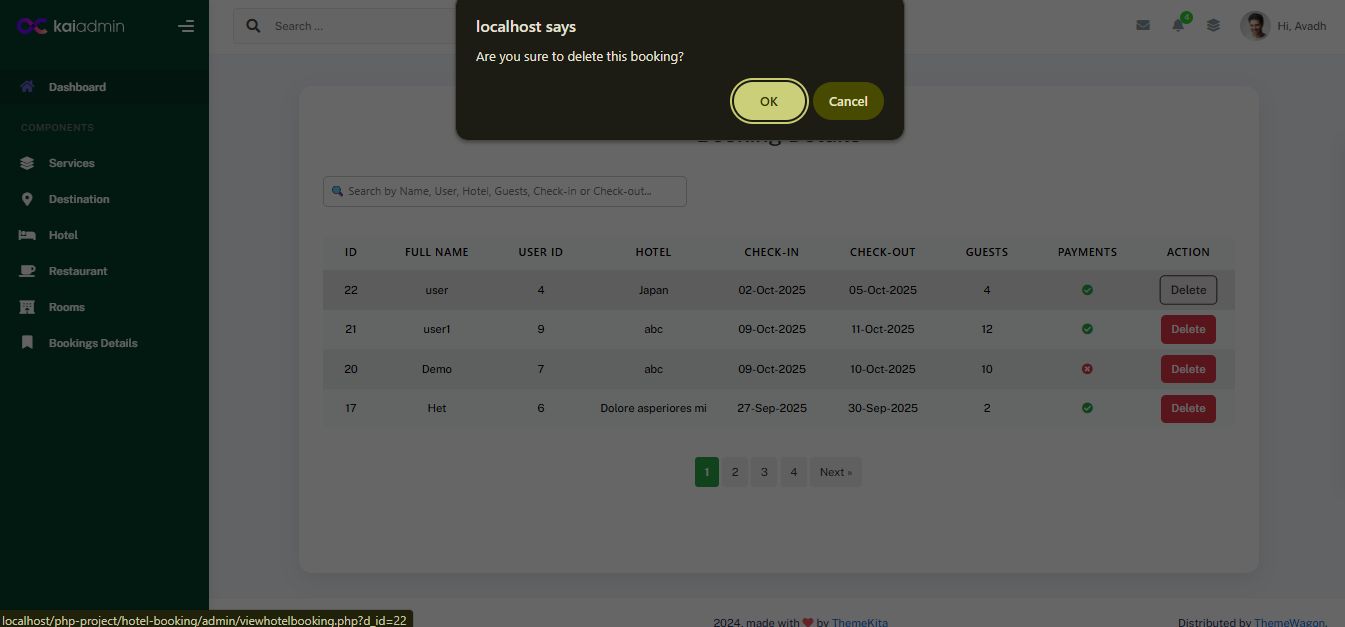 kaiadmin
Search ...
4
Hi, Avadh
localhost says
Are you sure to delete this booking?
OK
Cancel
Dashboard
COMPONENTS
Services
Destination
Hotel
Restaurant
Rooms
Bookings Details
Booking Details
Search by Name, User, Hotel, Guests, Check-in or Check-out...
ID FULL NAME USER ID HOTEL CHECK-IN CHECK-OUT GUESTS PAYMENTS ACTION
22 user 4 Japan 02-Oct-2025 05-Oct-2025 4 Delete
21 user1 9 abc 09-Oct-2025 11-Oct-2025 12 Delete
20 Demo 7 abc 09-Oct-2025 10-Oct-2025 10 Delete
17 Het 6 Dolore asperiores mi 27-Sep-2025 30-Sep-2025 2 Delete
1 2 3 4 Next »
2024, made with ❤ by ThemeKita
Distributed by ThemeWagon.
localhost/php-project/hotel-booking/admin/viewhotelbooking.php?d_id=22